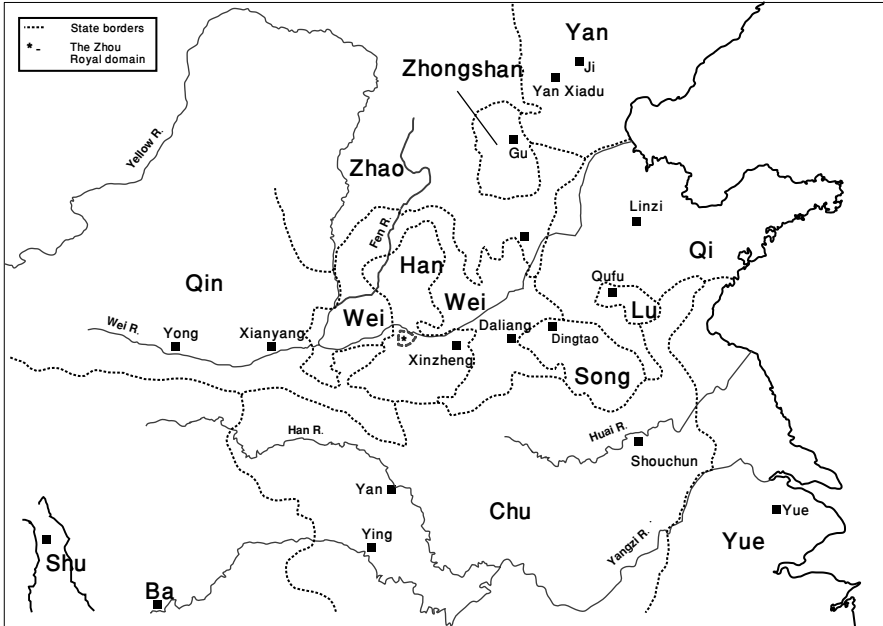 State borders
* - The Zhou
Royal domain
Yan
Ji
Zhongshan
Yan Xiadu
Yellow R.
Gu
Zhao
Linzi
Fen R.
Qi
Han
Qin
Qufu
Wei
Lu
Wei
Wei R.
Yong
Xianyang
*
Xinzheng
Daliang
Dingtao
Song
Han R.
Huai R.
Shouchun
Yan
Chu
Yue
Ying
Yangzi R.
Yue
Shu
Ba